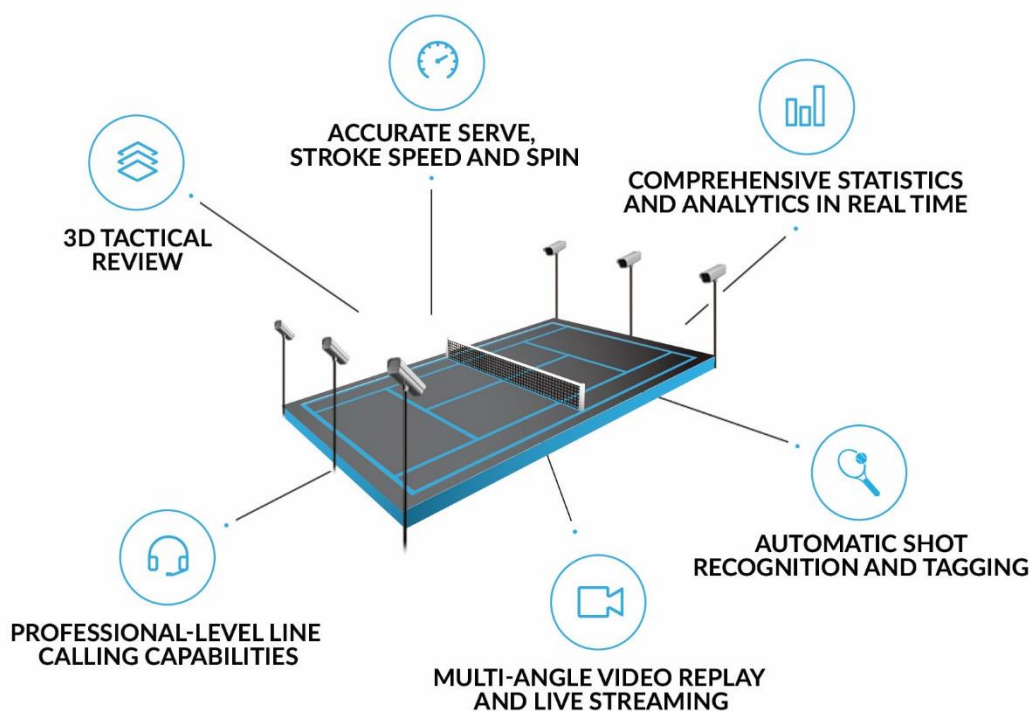 ACCURATE SERVE,
STROKE SPEED AND SPIN
COMPREHENSIVE STATISTICS
AND ANALYTICS IN REAL TIME
3D TACTICAL
REVIEW
AUTOMATIC SHOT
RECOGNITION AND TAGGING
PROFESSIONAL-LEVEL LINE
CALLING CAPABILITIES
MULTI-ANGLE VIDEO REPLAY
AND LIVE STREAMING